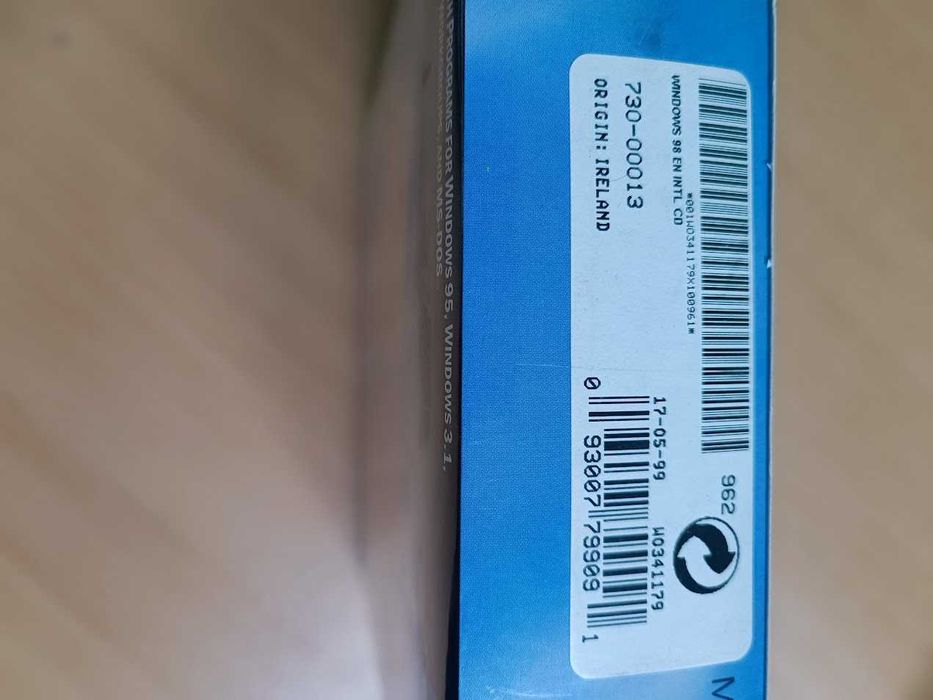 *001W0341179X100961*
WINDOWS 98 EN INTL CD
962
730-00013
17-05-99 W0341179
ORIGIN: IRELAND
0 93007 79909 1
M
PROGRAMS FOR WINDOWS 95, WINDOWS 3.1,
AND MS-DOS